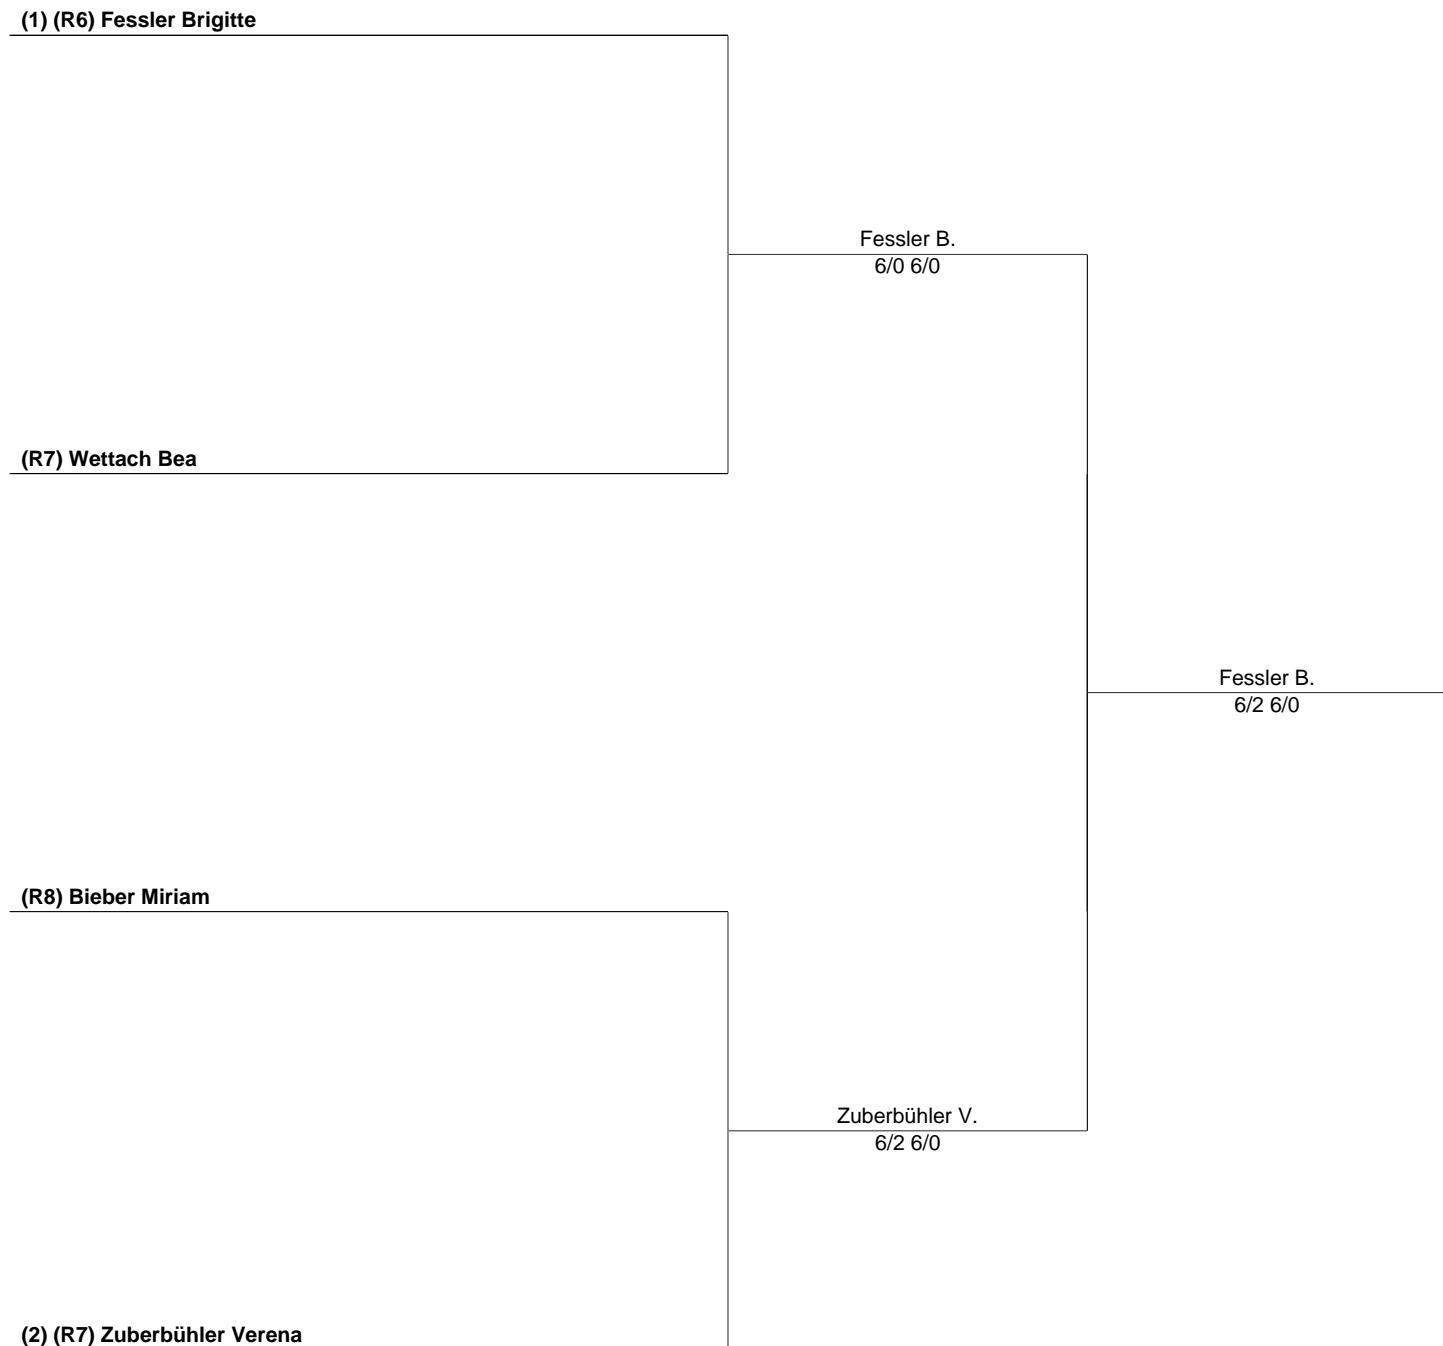 (1) (R6) Fessler Brigitte
Fessler B.
6/0 6/0
(R7) Wettach Bea
Fessler B.
6/2 6/0
(R8) Bieber Miriam
Zuberbühler V.
6/2 6/0
(2) (R7) Zuberbühler Verena